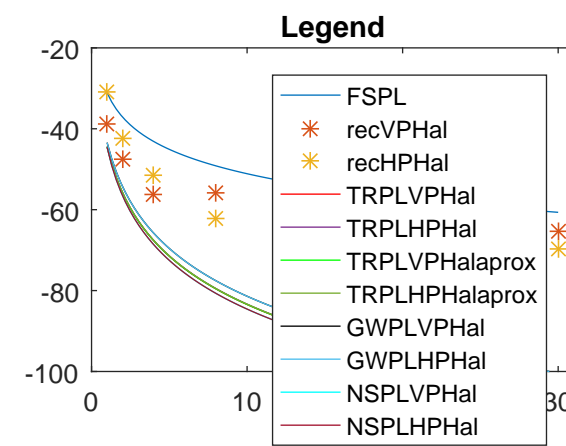 Legend
-20
-40
-60
-80
-100
0
10
30
FSPL
recVPHal
recHPHal
TRPLVPHal
TRPLHPHal
TRPLVPHalaprox
TRPLHPHalaprox
GWPLVPHal
GWPLHPHal
NSPLVPHal
NSPLHPHal